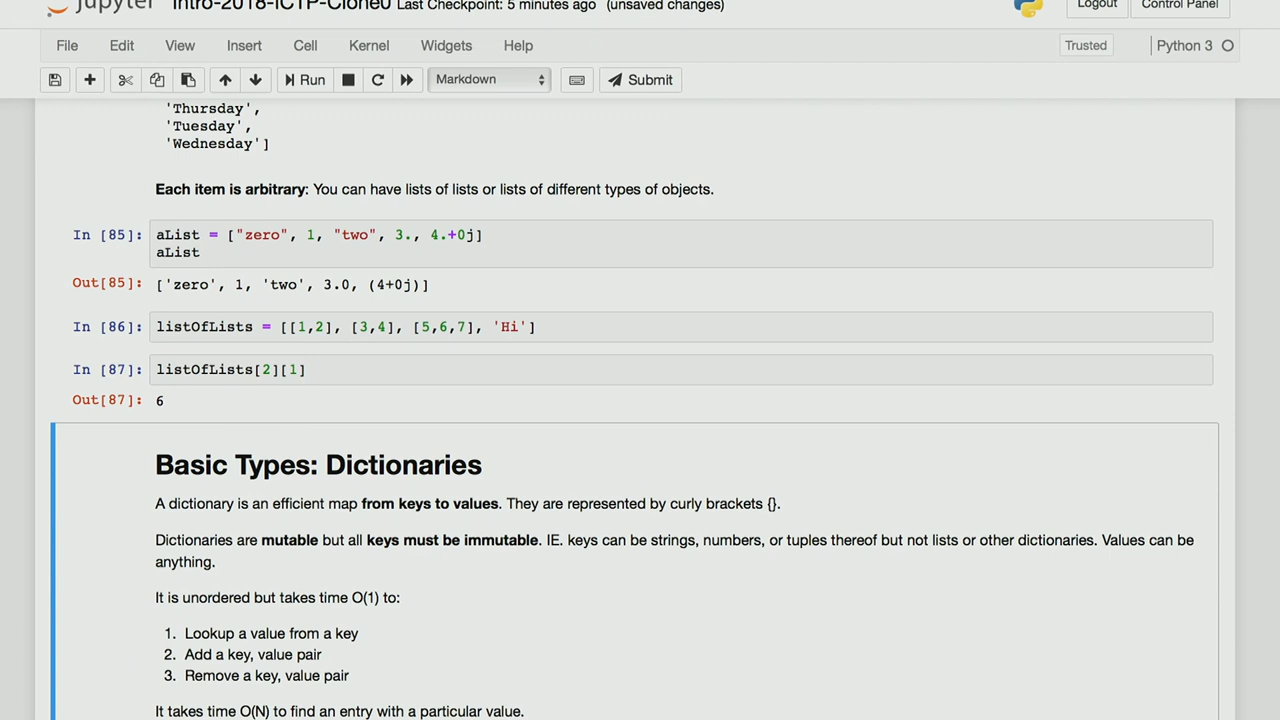 jupyter Intro-2018-ICTP-Clone0 Last Checkpoint: 5 minutes ago (unsaved changes) Logout Control Panel
File Edit View Insert Cell Kernel Widgets Help Trusted Python 3
Run Markdown Submit
'Thursday',
'Tuesday',
'Wednesday']
Each item is arbitrary: You can have lists of lists or lists of different types of objects.
In [85]: aList = ["zero", 1, "two", 3., 4.+0j]
aList
Out[85]: ['zero', 1, 'two', 3.0, (4+0j)]
In [86]: listOfLists = [[1,2], [3,4], [5,6,7], 'Hi']
In [87]: listOfLists[2][1]
Out[87]: 6
Basic Types: Dictionaries
A dictionary is an efficient map from keys to values. They are represented by curly brackets {}.
Dictionaries are mutable but all keys must be immutable. IE. keys can be strings, numbers, or tuples thereof but not lists or other dictionaries. Values can be
anything.
It is unordered but takes time O(1) to:
1. Lookup a value from a key
2. Add a key, value pair
3. Remove a key, value pair
It takes time O(N) to find an entry with a particular value.